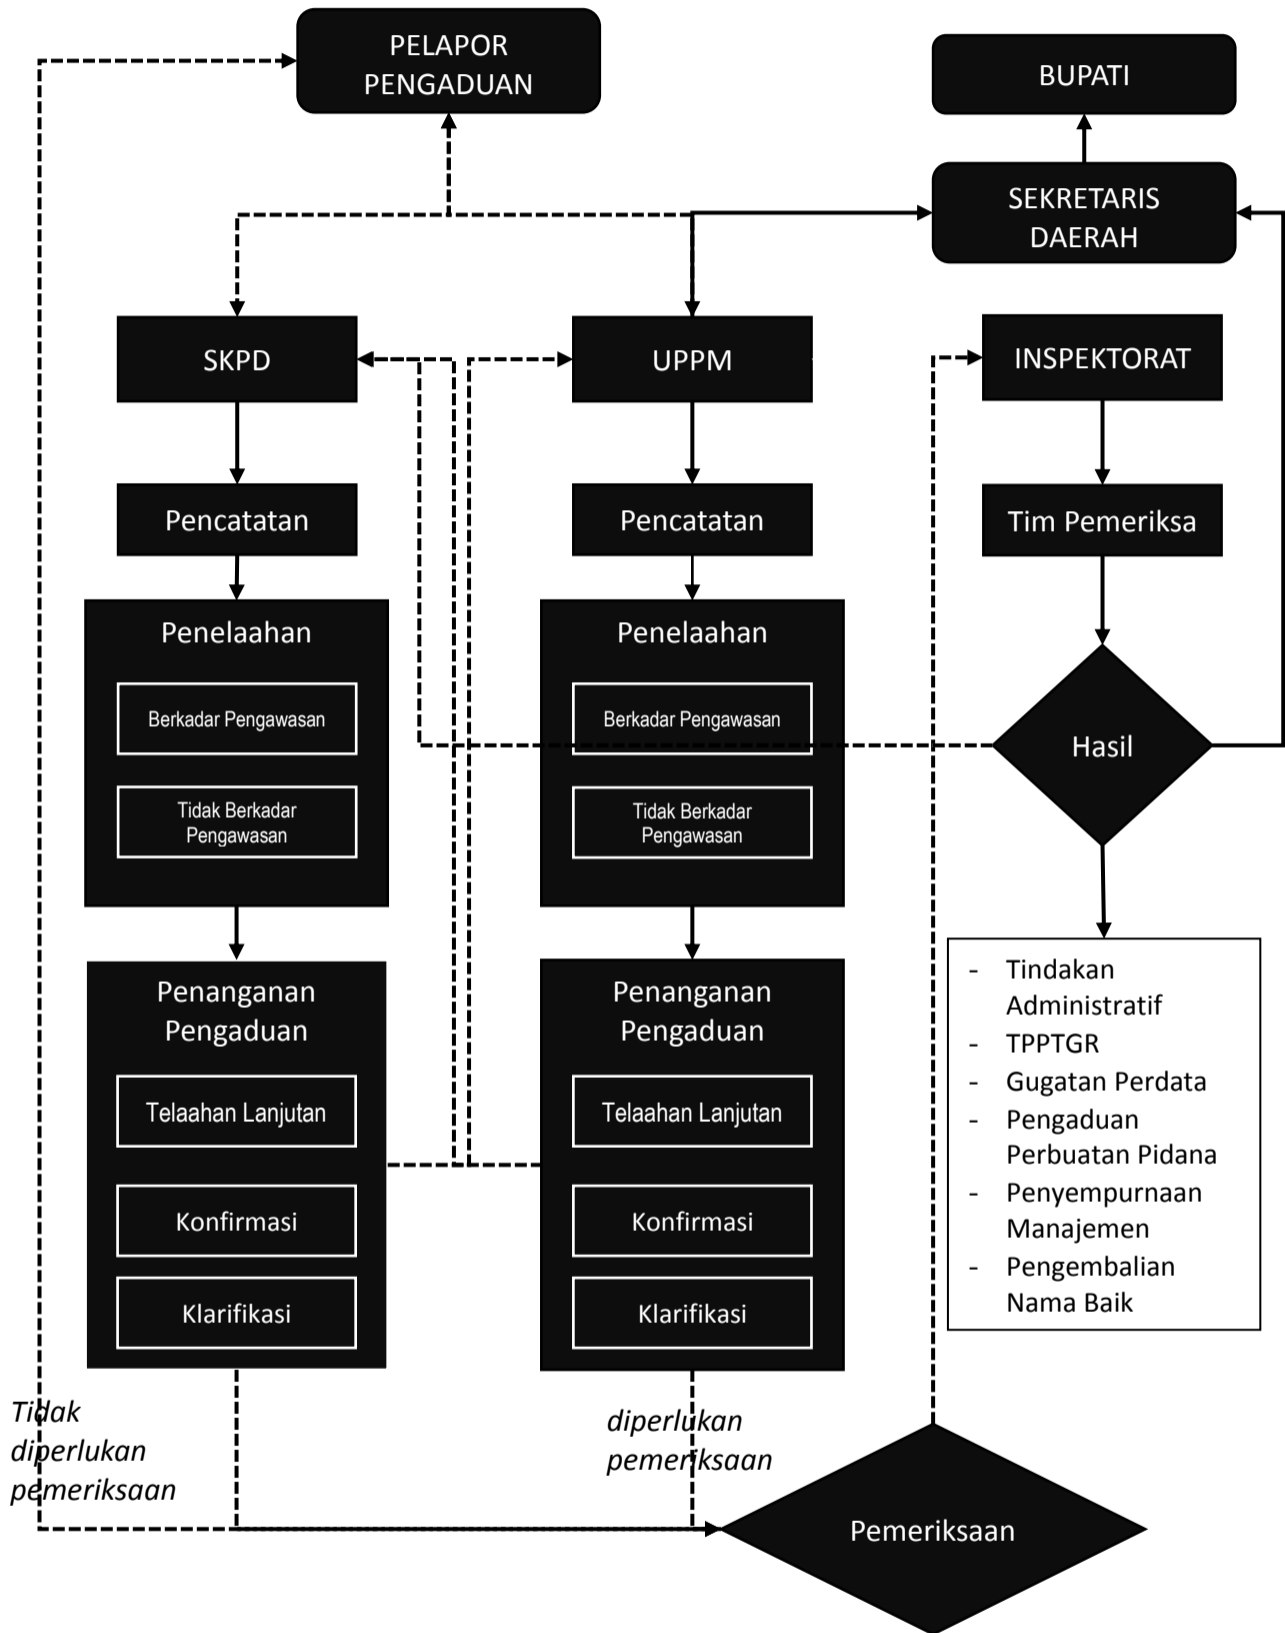 PELAPOR
PENGADUAN
BUPATI
SEKRETARIS
DAERAH
SKPD
UPPM
INSPEKTORAT
Pencatatan
Pencatatan
Tim Pemeriksa
Penelaahan
Berkadar Pengawasan
Tidak Berkadar
Pengawasan
Penelaahan
Berkadar Pengawasan
Tidak Berkadar
Pengawasan
Hasil
Penanganan
Pengaduan
Telaahan Lanjutan
Konfirmasi
Klarifikasi
Penanganan
Pengaduan
Telaahan Lanjutan
Konfirmasi
Klarifikasi
- Tindakan
Administratif
- TPPTGR
- Gugatan Perdata
- Pengaduan
Perbuatan Pidana
- Penyempurnaan
Manajemen
- Pengembalian
Nama Baik
Tidak
diperlukan
pemeriksaan
diperlukan
pemeriksaan
Pemeriksaan